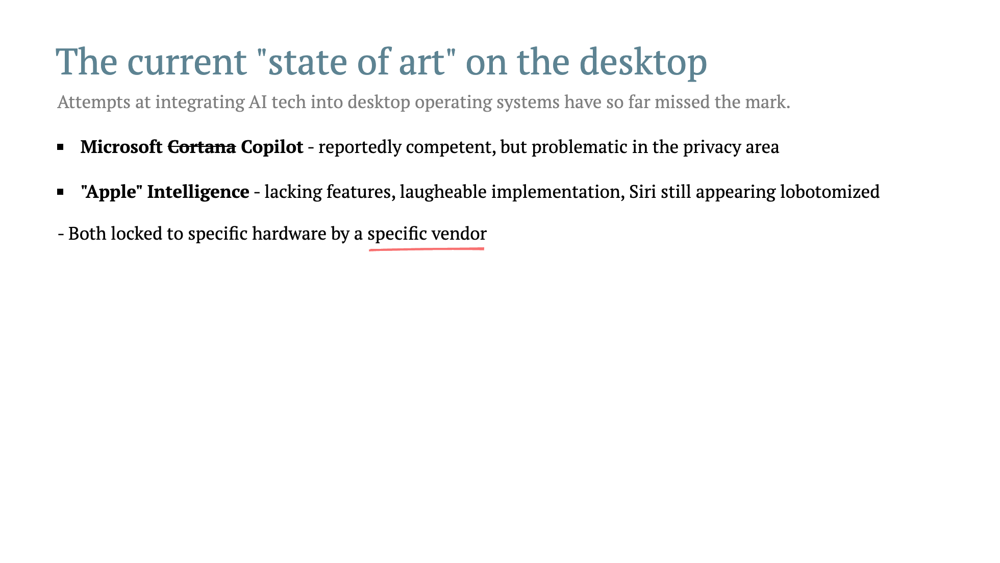 The current "state of art" on the desktop
Attempts at integrating AI tech into desktop operating systems have so far missed the mark.
▪ Microsoft Cortana Copilot - reportedly competent, but problematic in the privacy area
▪ "Apple" Intelligence - lacking features, laugheable implementation, Siri still appearing lobotomized
- Both locked to specific hardware by a specific vendor